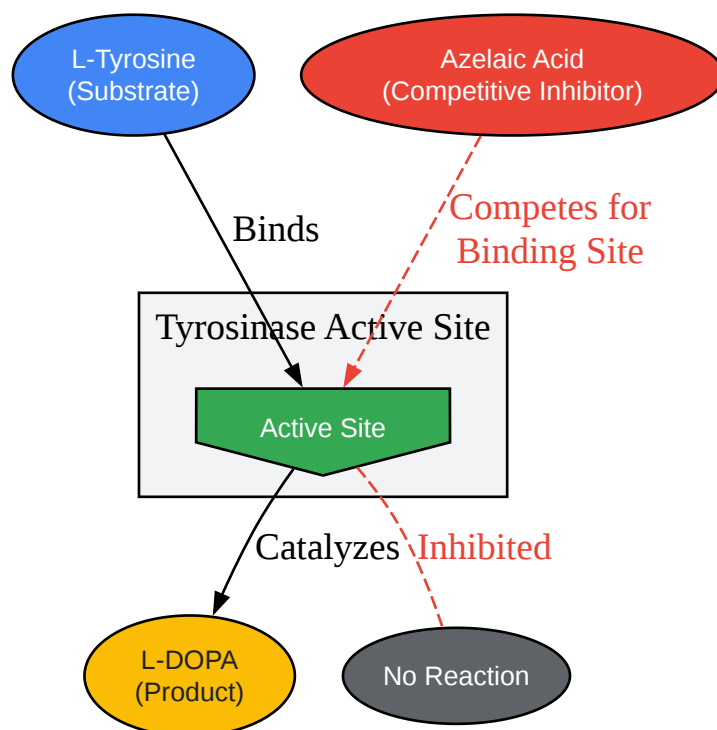 L-Tyrosine
(Substrate)
Azelaic Acid
(Competitive Inhibitor)
Binds
Competes for
Binding Site
Tyrosinase Active Site
Active Site
Catalyzes
Inhibited
L-DOPA
(Product)
No Reaction